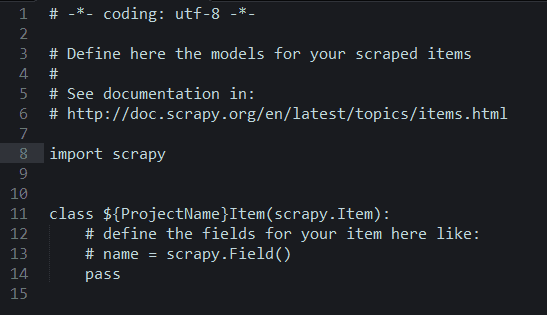 1 # -*- coding: utf-8 -*-
2
3 # Define here the models for your scraped items
4 #
5 # See documentation in:
6 # http://doc.scrapy.org/en/latest/topics/items.html
7
8 import scrapy
9
10
11 class ${ProjectName}Item(scrapy.Item):
12     # define the fields for your item here like:
13     # name = scrapy.Field()
14     pass
15